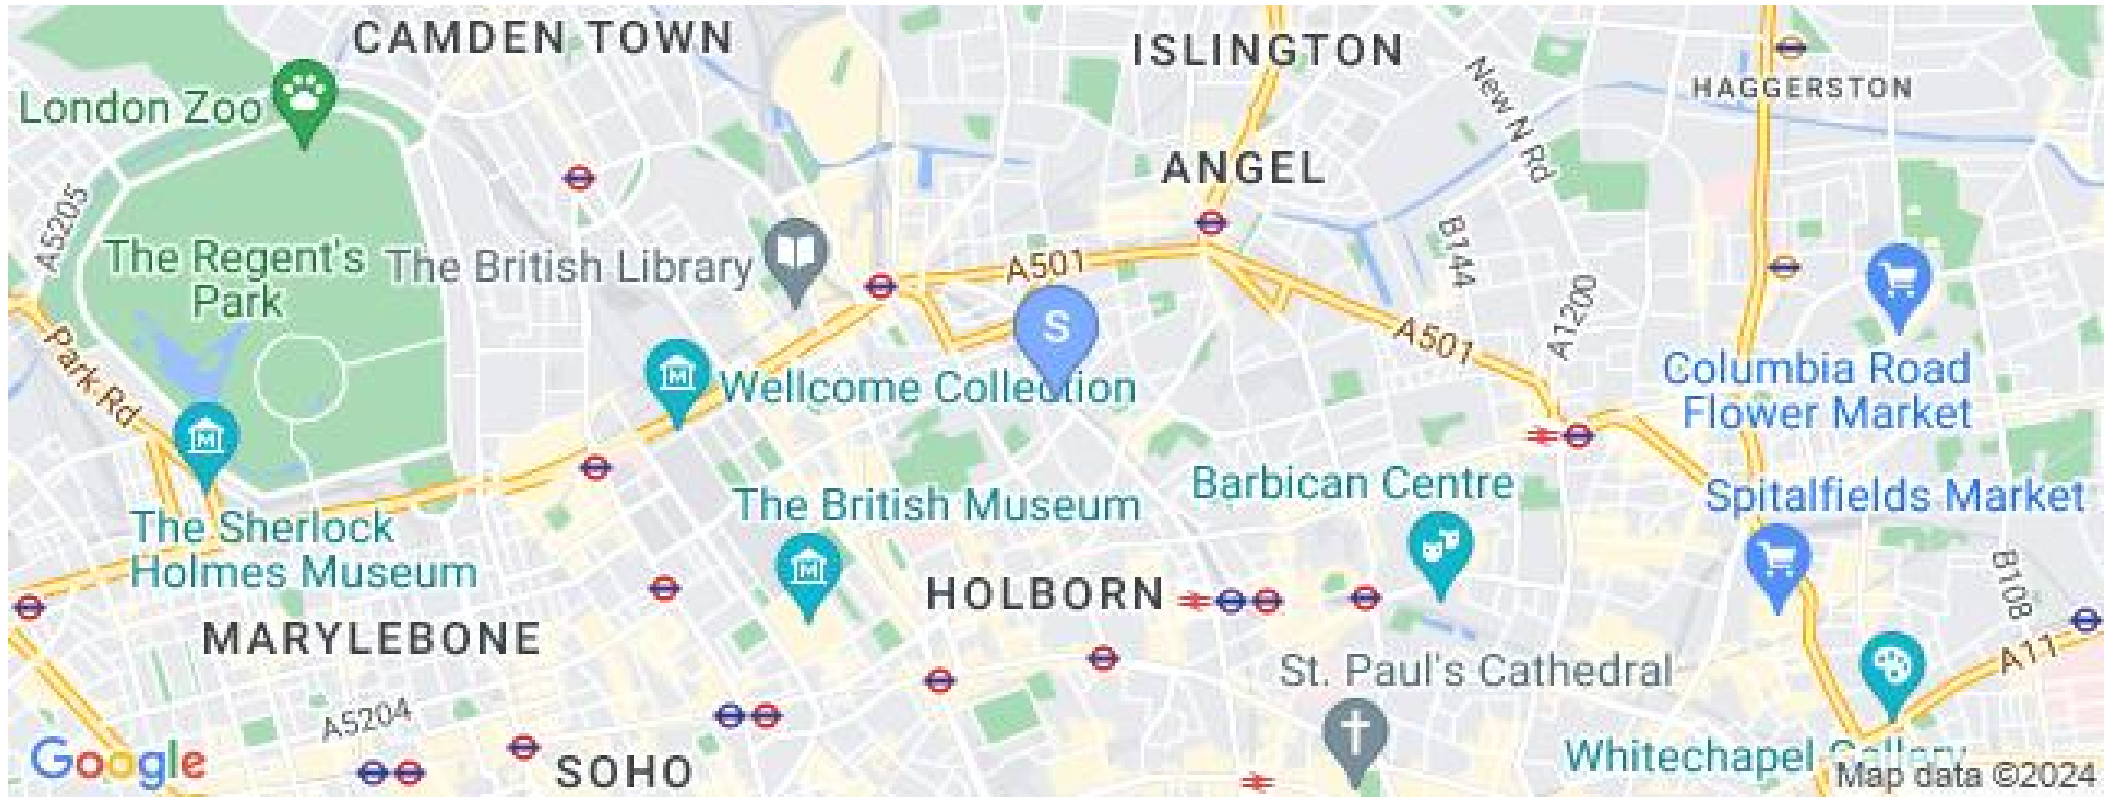 CAMDEN TOWN
ISLINGTON
HAGGERSTON
London Zoo
New N Rd
ANGEL
A5205
The Regent's
Park
The British Library
A501
S
B144
A1200
Park Rd
A501
Wellcome Collection
Columbia Road
Flower Market
The British Museum
Barbican Centre
Spitalfields Market
The Sherlock
Holmes Museum
HOLBORN
B108
MARYLEBONE
St. Paul's Cathedral
A11
A5204
Google
SOHO
Whitechapel Gallery
Map data ©2024